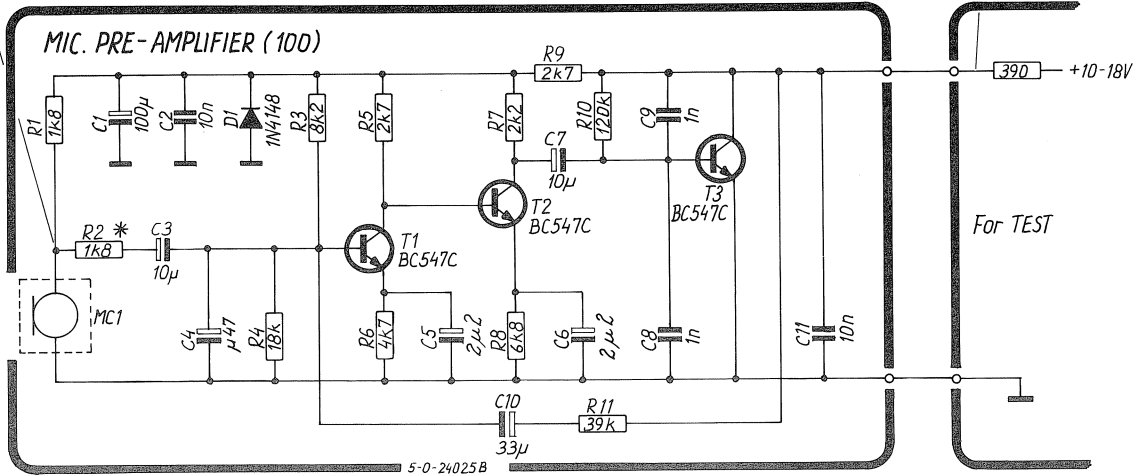 MIC. PRE-AMPLIFIER (100)
R1
1k8
C1
100µ
C2
10n
D1
1N4148
R3
8k2
R5
2k7
R7
2k2
R9
2k7
R10
120k
C9
1n
390
+10-18V
C7
10µ
T3
BC547C
T2
BC547C
R2 *
1k8
C3
10µ
T1
BC547C
For TEST
MC1
C4
µ47
R4
18k
R6
4k7
C5
2µ2
R8
6k8
C6
2µ2
C8
1n
C11
10n
C10
33µ
R11
39k
5-0-24025B